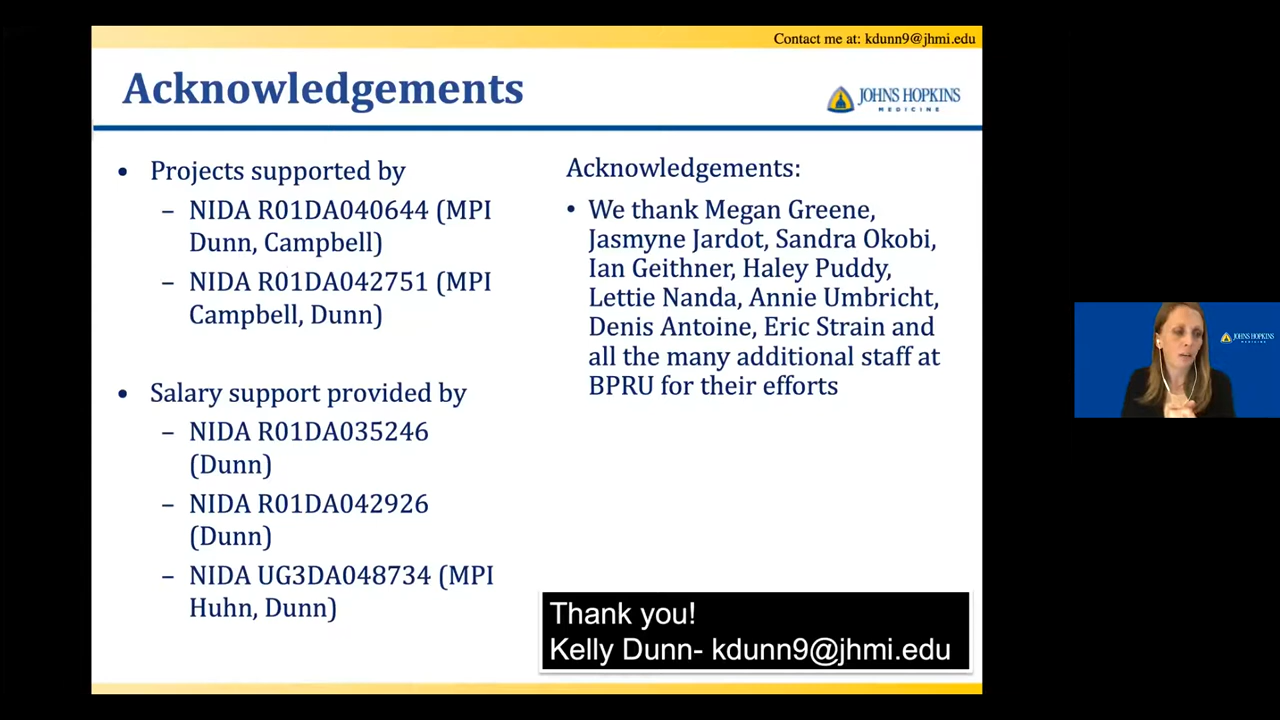 Contact me at: kdunn9@jhmi.edu
Acknowledgements
JOHNS HOPKINS
MEDICINE
• Projects supported by
– NIDA R01DA040644 (MPI
Dunn, Campbell)
– NIDA R01DA042751 (MPI
Campbell, Dunn)
• Salary support provided by
– NIDA R01DA035246
(Dunn)
– NIDA R01DA042926
(Dunn)
– NIDA UG3DA048734 (MPI
Huhn, Dunn)
Acknowledgements:
• We thank Megan Greene,
Jasmyne Jardot, Sandra Okobi,
Ian Geithner, Haley Puddy,
Lettie Nanda, Annie Umbricht,
Denis Antoine, Eric Strain and
all the many additional staff at
BPRU for their efforts
Thank you!
Kelly Dunn- kdunn9@jhmi.edu
JOHNS HOPKINS
MEDICINE